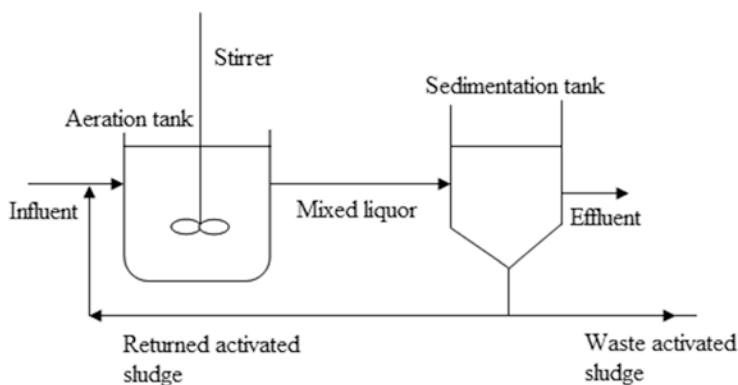 Stirrer
Sedimentation tank
Aeration tank
Influent
Mixed liquor
Effluent
Returned activated
sludge
Waste activated
sludge